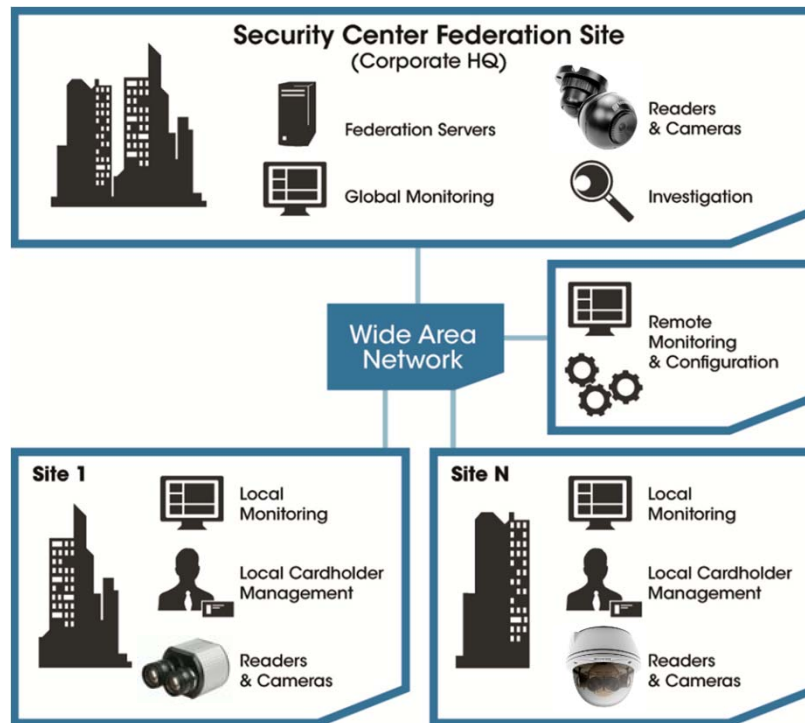 Security Center Federation Site
(Corporate HQ)
Federation Servers
Readers
& Cameras
Global Monitoring
Investigation
Wide Area
Network
Remote
Monitoring
& Configuration
Site 1
Local
Monitoring
Local Cardholder
Management
Readers
& Cameras
Site N
Local
Monitoring
Local Cardholder
Management
Readers
& Cameras